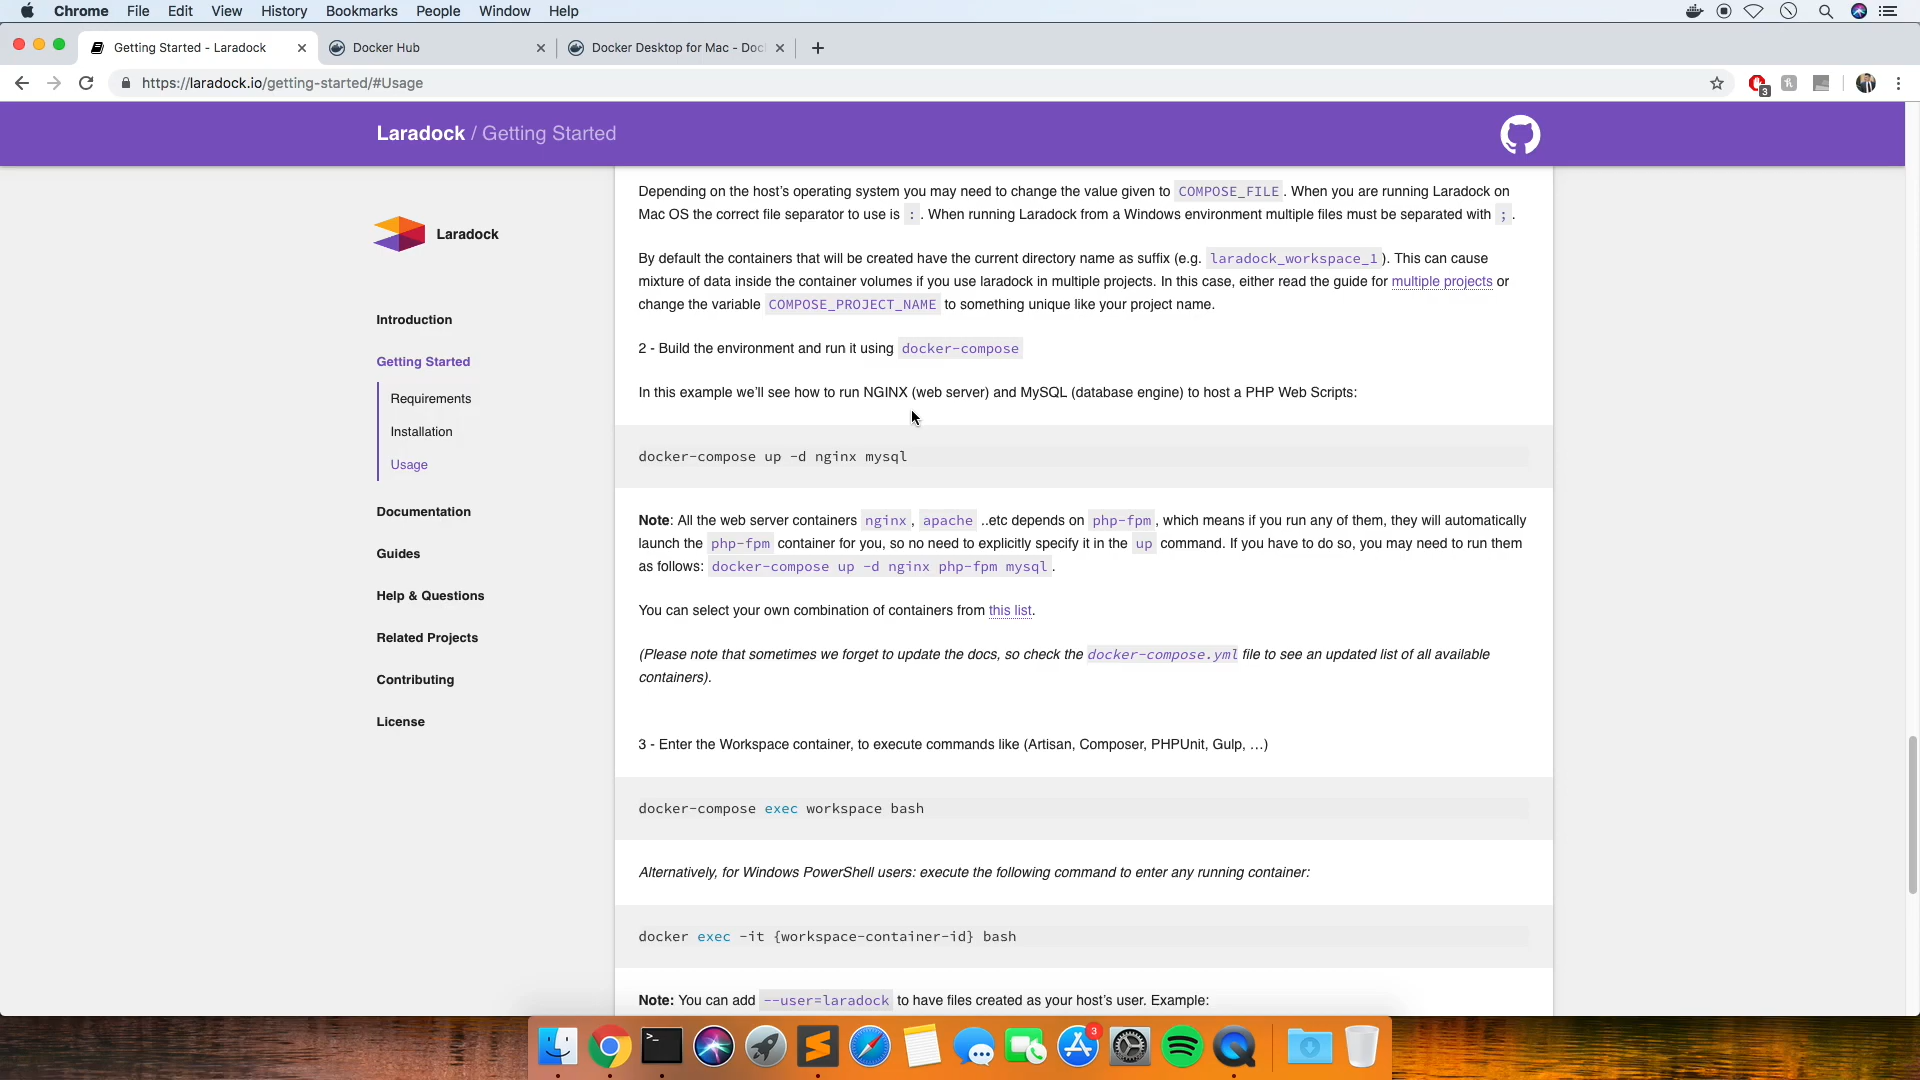 Chrome File Edit View History Bookmarks People Window Help
Getting Started - Laradock
Docker Hub
Docker Desktop for Mac - Doc
https://laradock.io/getting-started/#Usage
3
Laradock / Getting Started
Laradock
Introduction
Getting Started
Requirements
Installation
Usage
Documentation
Guides
Help & Questions
Related Projects
Contributing
License
Depending on the host's operating system you may need to change the value given to COMPOSE_FILE. When you are running Laradock on
Mac OS the correct file separator to use is :. When running Laradock from a Windows environment multiple files must be separated with ;.
By default the containers that will be created have the current directory name as suffix (e.g. laradock_workspace_1). This can cause
mixture of data inside the container volumes if you use laradock in multiple projects. In this case, either read the guide for multiple projects or
change the variable COMPOSE_PROJECT_NAME to something unique like your project name.
2 - Build the environment and run it using docker-compose
In this example we'll see how to run NGINX (web server) and MySQL (database engine) to host a PHP Web Scripts:
docker-compose up -d nginx mysql
Note: All the web server containers nginx, apache ..etc depends on php-fpm, which means if you run any of them, they will automatically
launch the php-fpm container for you, so no need to explicitly specify it in the up command. If you have to do so, you may need to run them
as follows: docker-compose up -d nginx php-fpm mysql.
You can select your own combination of containers from this list.
(Please note that sometimes we forget to update the docs, so check the docker-compose.yml file to see an updated list of all available
containers).
3 - Enter the Workspace container, to execute commands like (Artisan, Composer, PHPUnit, Gulp, …)
docker-compose exec workspace bash
Alternatively, for Windows PowerShell users: execute the following command to enter any running container:
docker exec -it {workspace-container-id} bash
Note: You can add --user=laradock to have files created as your host's user. Example:
3